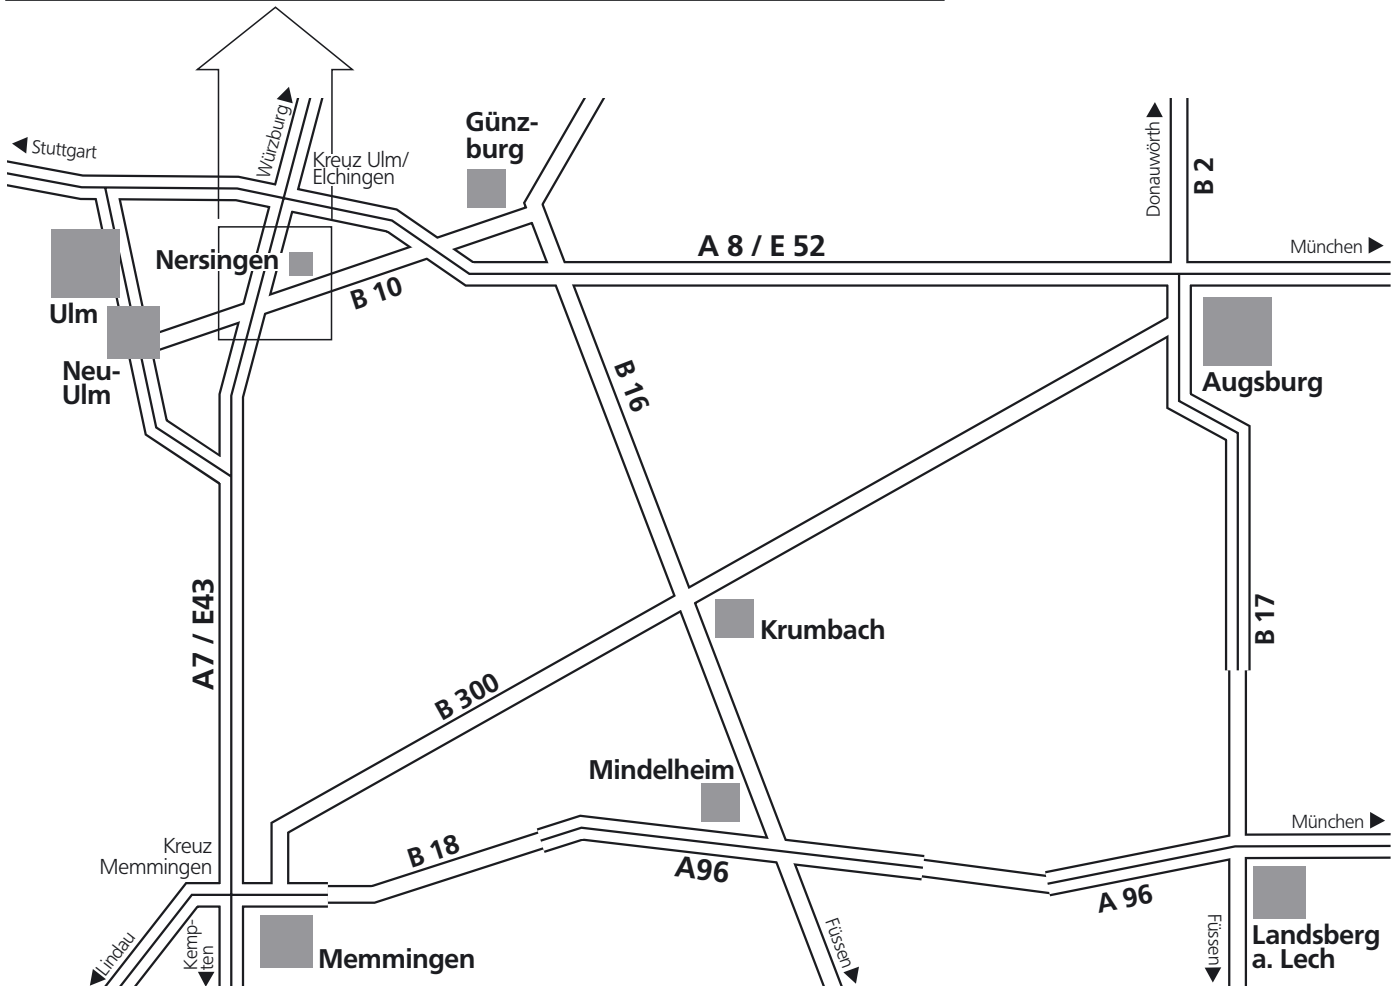 Günz-
burg
Würzburg
Stuttgart
Kreuz Ulm/
Elchingen
Donauwörth
B 2
A 8 / E 52
München
Nersingen
B 10
Ulm
Neu-
Ulm
B 16
Augsburg
A7 / E43
Krumbach
B 17
B 300
Mindelheim
Kreuz
Memmingen
B 18
A96
München
A 96
Lindau
Kemp-
ten
Memmingen
Füssen
Füssen
Landsberg
a. Lech